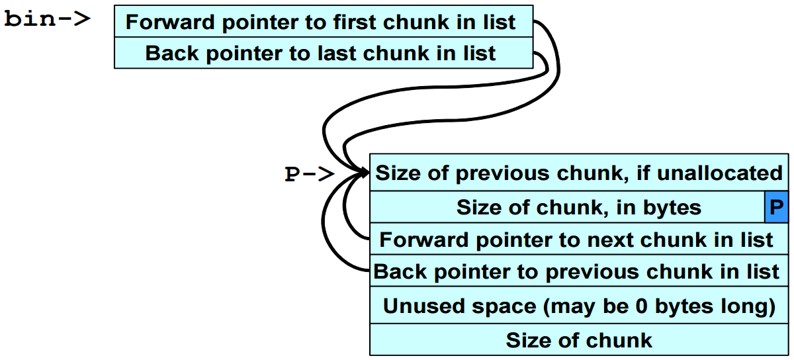 bin->
Forward pointer to first chunk in list
Back pointer to last chunk in list
P->
Size of previous chunk, if unallocated
Size of chunk, in bytes P
Forward pointer to next chunk in list
Back pointer to previous chunk in list
Unused space (may be 0 bytes long)
Size of chunk